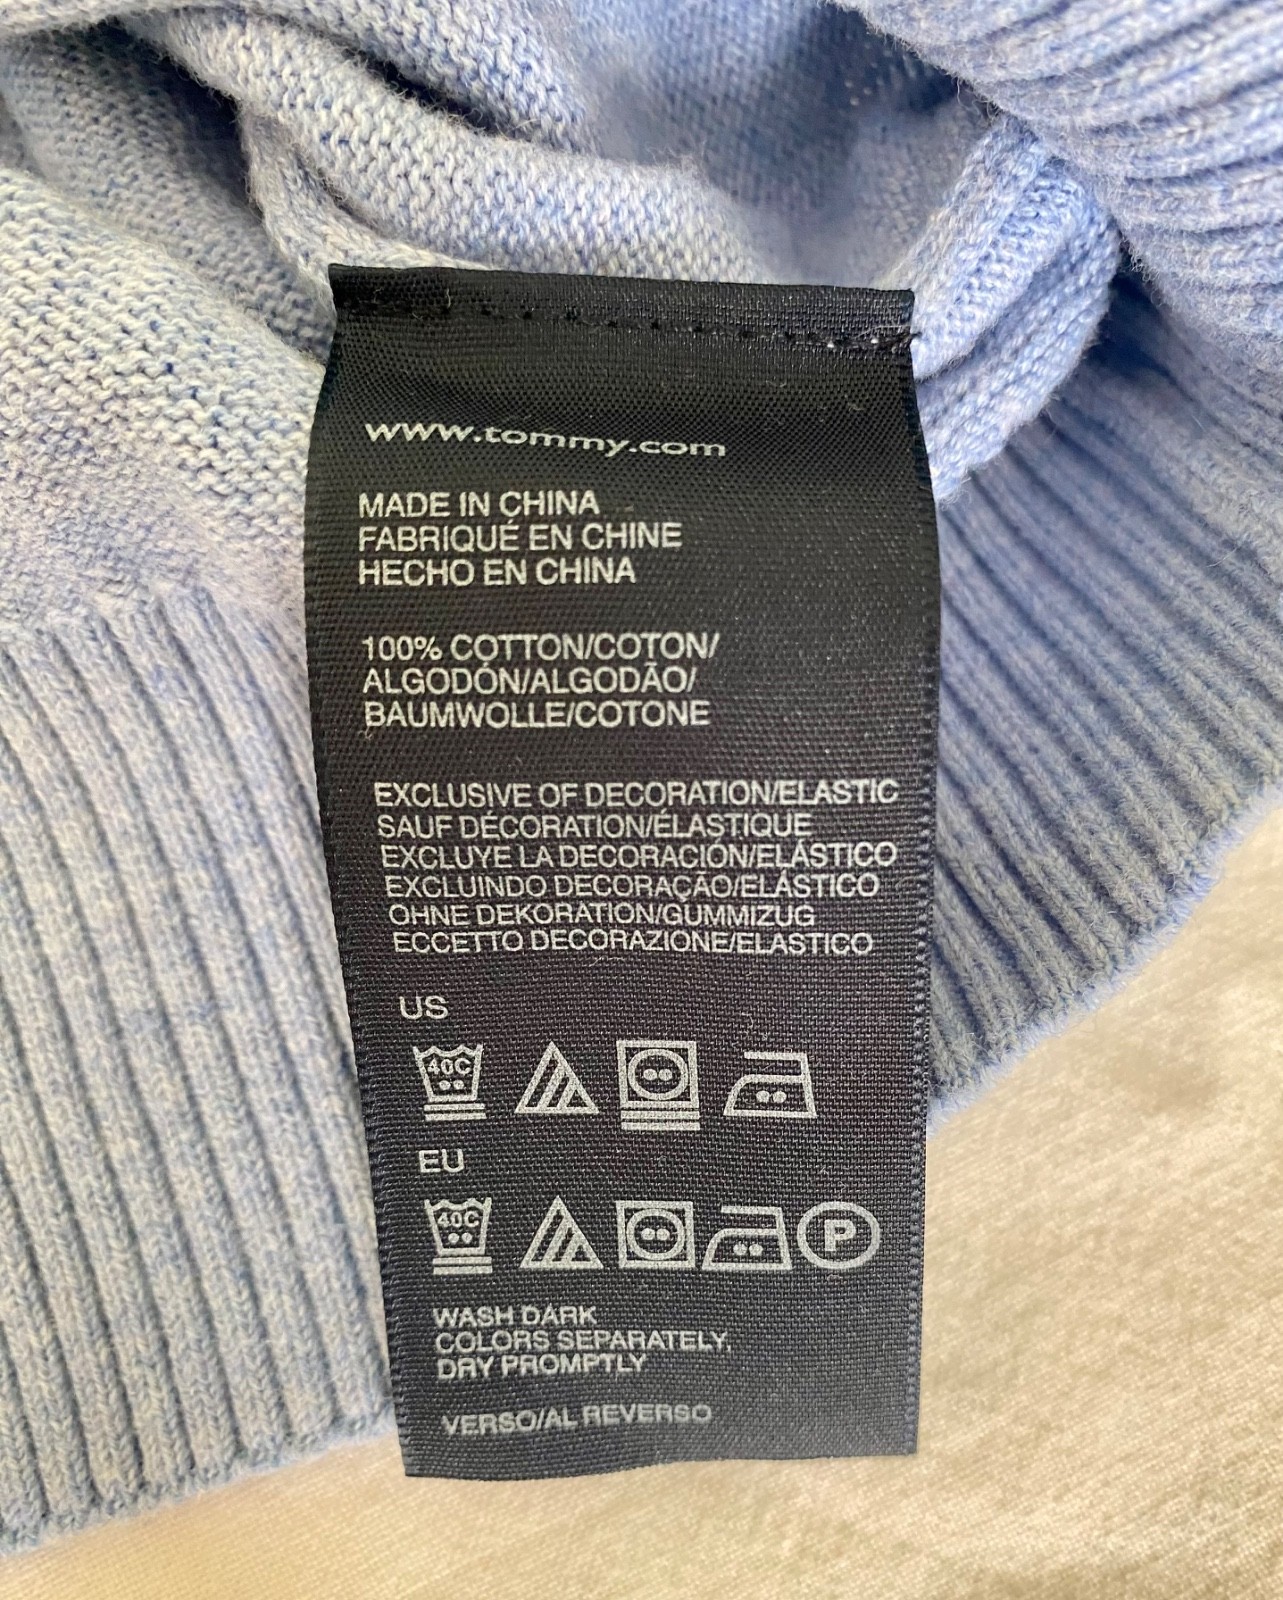 www.tommy.com
MADE IN CHINA
FABRIQUÉ EN CHINE
HECHO EN CHINA
100% COTTON/COTON/
ALGODÓN/ALGODÃO/
BAUMWOLLE/COTONE
EXCLUSIVE OF DECORATION/ELASTIC
SAUF DÉCORATION/ÉLASTIQUE
EXCLUYE LA DECORACIÓN/ELÁSTICO
EXCLUINDO DECORAÇÃO/ELÁSTICO
OHNE DEKORATION/GUMMIZUG
ECCETTO DECORAZIONE/ELASTICO
US
40C
EU
40C P
WASH DARK
COLORS SEPARATELY,
DRY PROMPTLY
VERSO/AL REVERSO